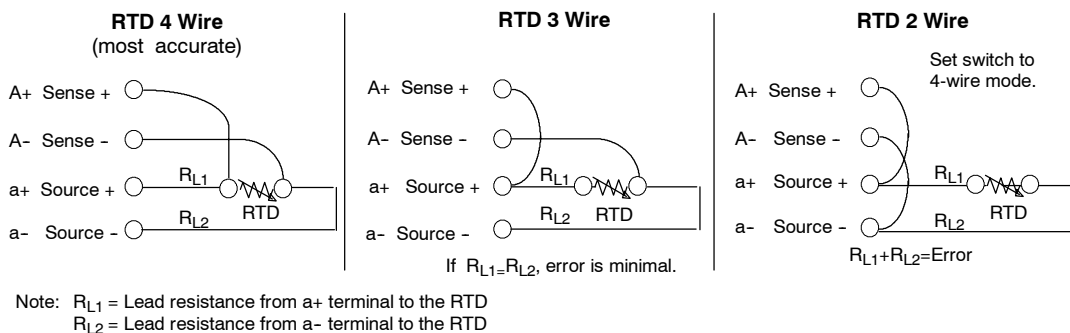 RTD 4 Wire
(most accurate)
A+ Sense +
A- Sense -
a+ Source +
a- Source -
RL1
RTD
RL2
RTD 3 Wire
A+ Sense +
A- Sense -
a+ Source +
a- Source -
RL1
RTD
RL2
If RL1=RL2, error is minimal.
RTD 2 Wire
Set switch to
4-wire mode.
A+ Sense +
A- Sense -
a+ Source +
a- Source -
RL1
RTD
RL2
RL1+RL2=Error
Note: RL1 = Lead resistance from a+ terminal to the RTD
RL2 = Lead resistance from a- terminal to the RTD